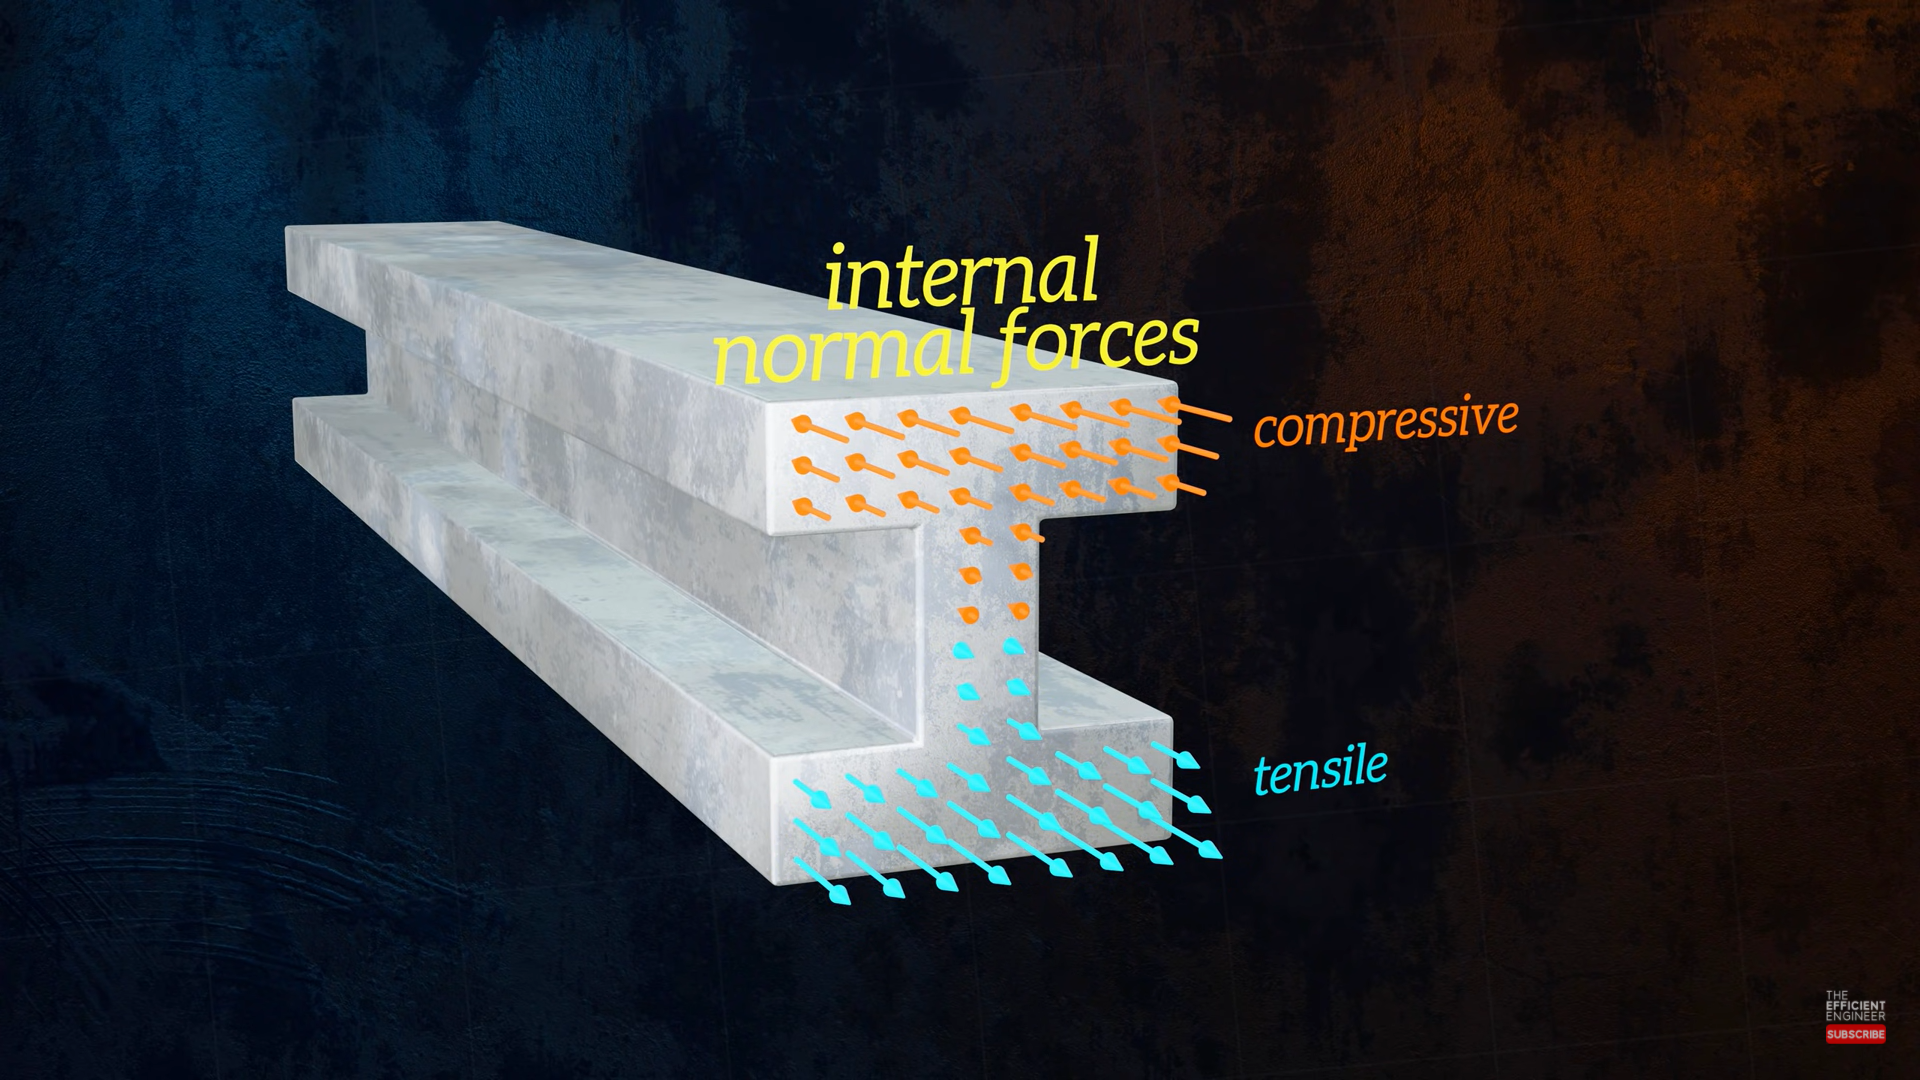 internal
normal forces
compressive
tensile
THE
EFFICIENT
ENGINEER
SUBSCRIBE